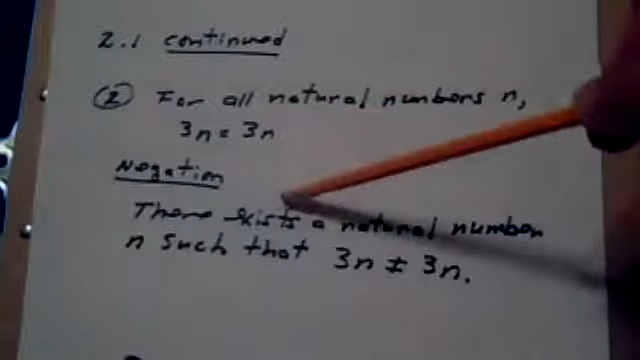 2.1 continued
② For all natural numbers n,
3n = 3n
Negation
There exists a natural number
n such that 3n ≠ 3n.